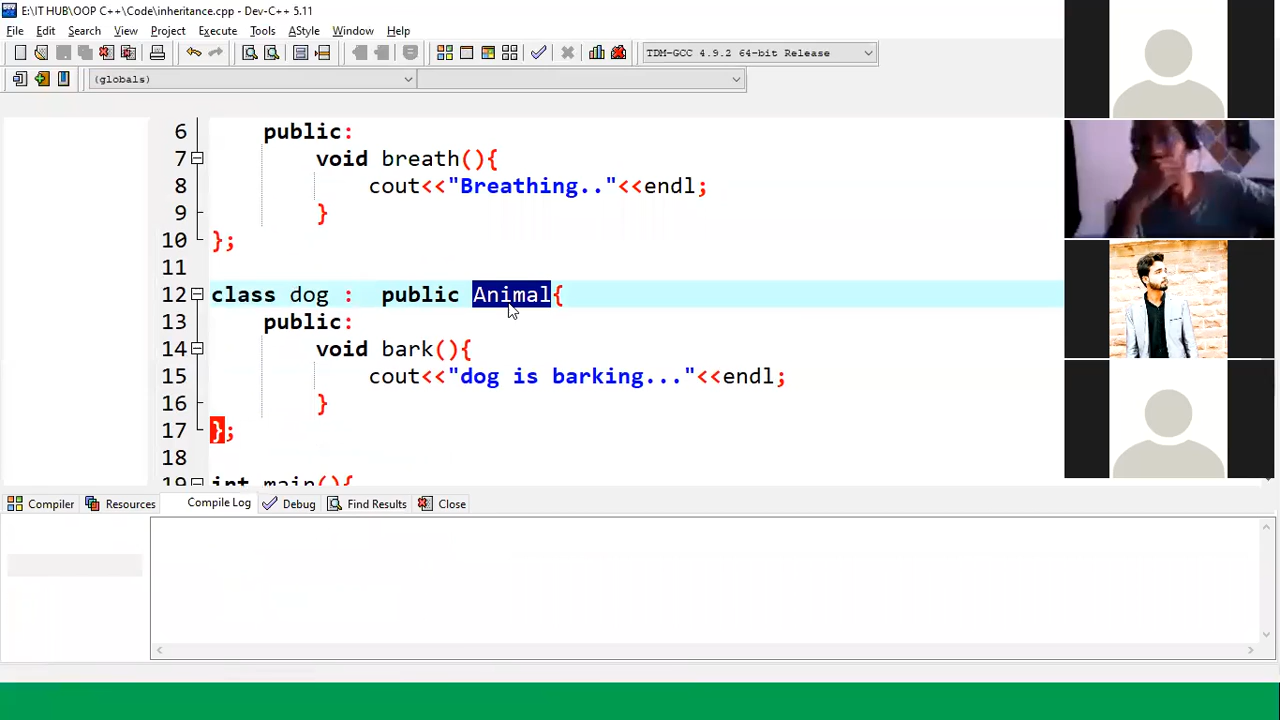 E:\IT HUB\OOP C++\Code\inheritance.cpp - Dev-C++ 5.11
File Edit Search View Project Execute Tools AStyle Window Help
TDM-GCC 4.9.2 64-bit Release
(globals)
6 public:
7 void breath(){
8 cout<<"Breathing.."<<endl;
9 }
10 };
11
12 class dog :  public Animal{
13 public:
14 void bark(){
15 cout<<"dog is barking..."<<endl;
16 }
17 };
18
19 int main(){
Compiler Resources Compile Log Debug Find Results Close